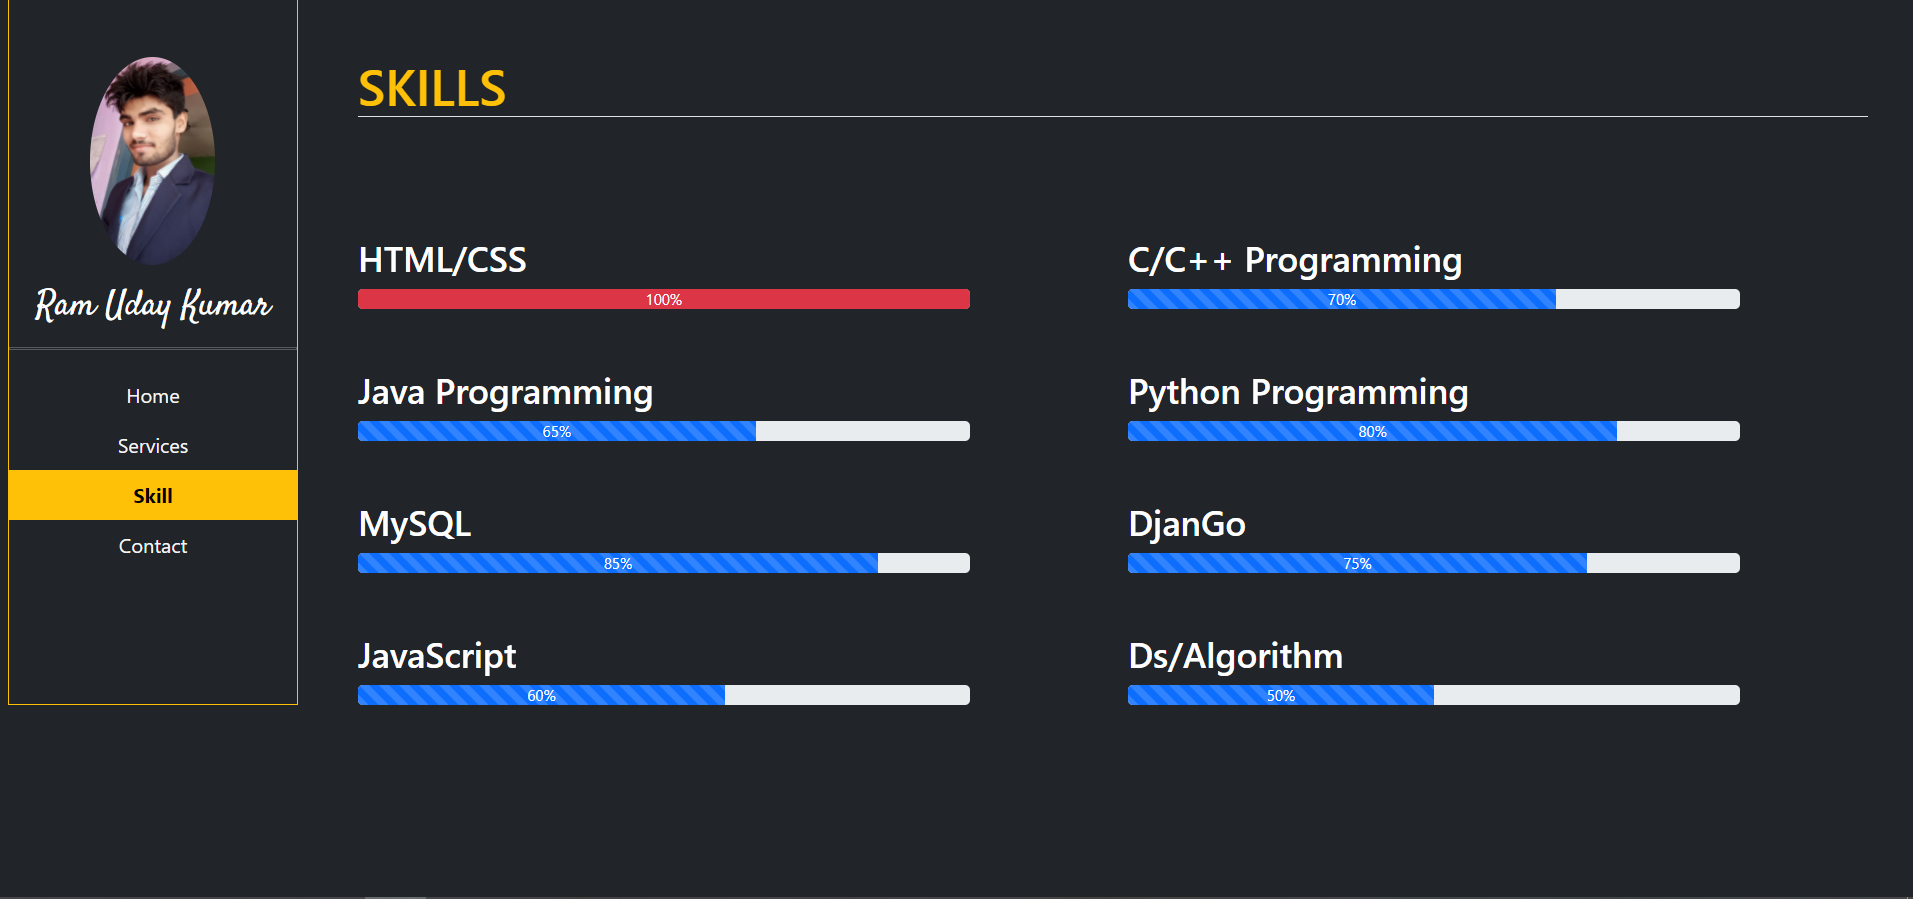 Ram Uday Kumar
Home
Services
Skill
Contact
SKILLS
HTML/CSS
100%
C/C++ Programming
70%
Java Programming
65%
Python Programming
80%
MySQL
85%
DjanGo
75%
JavaScript
60%
Ds/Algorithm
50%